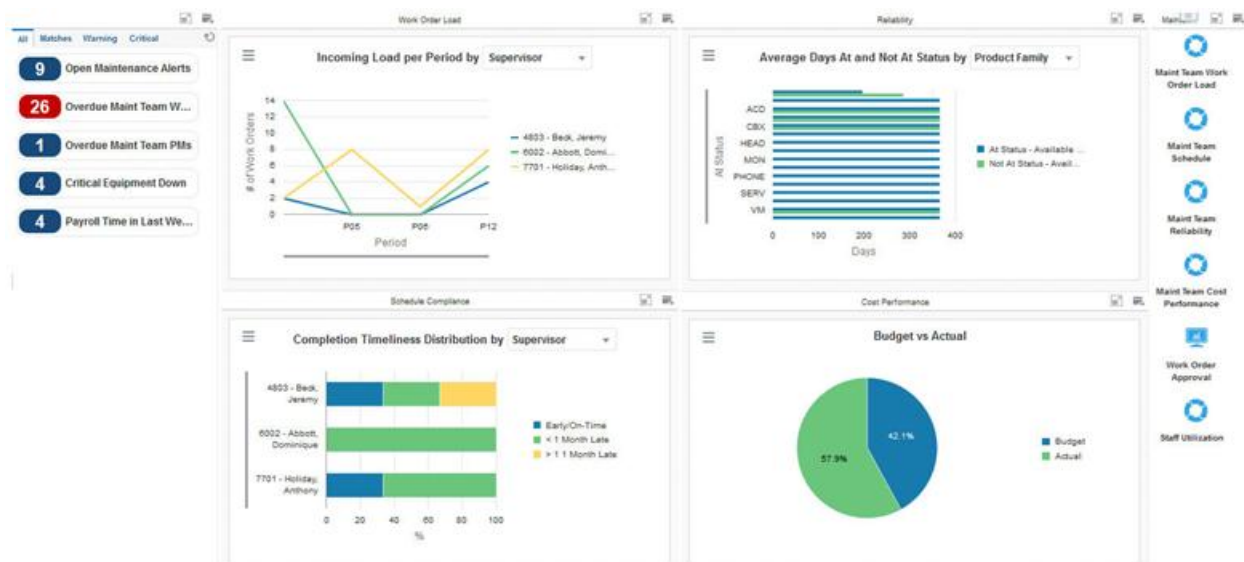 All Matches Warning Critical
9 Open Maintenance Alerts
26 Overdue Maint Team W...
1 Overdue Maint Team PMs
4 Critical Equipment Down
4 Payroll Time in Last We...
Work Order Load
Incoming Load per Period by Supervisor
# of Work Orders
14
12
10
8
6
4
2
0
P05 P06 P12
Period
4803 - Beck, Jeremy
6002 - Abbott, Domi...
7701 - Holliday, Anth...
Reliability
Average Days At and Not At Status by Product Family
At Status
ACD
CBX
HEAD
MON
PHONE
SERV
VM
0 100 200 300 400
Days
At Status - Available ...
Not At Status - Avail...
Schedule Compliance
Completion Timeliness Distribution by Supervisor
4803 - Beck,
Jeremy
6002 - Abbott,
Dominique
7701 - Holliday,
Anthony
0 20 40 60 80 100
%
Early/On-Time
< 1 Month Late
> 1 1 Month Late
Cost Performance
Budget vs Actual
42.1%
57.9%
Budget
Actual
Maint Team Work
Order Load
Maint Team
Schedule
Maint Team
Reliability
Maint Team Cost
Performance
Work Order
Approval
Staff Utilization